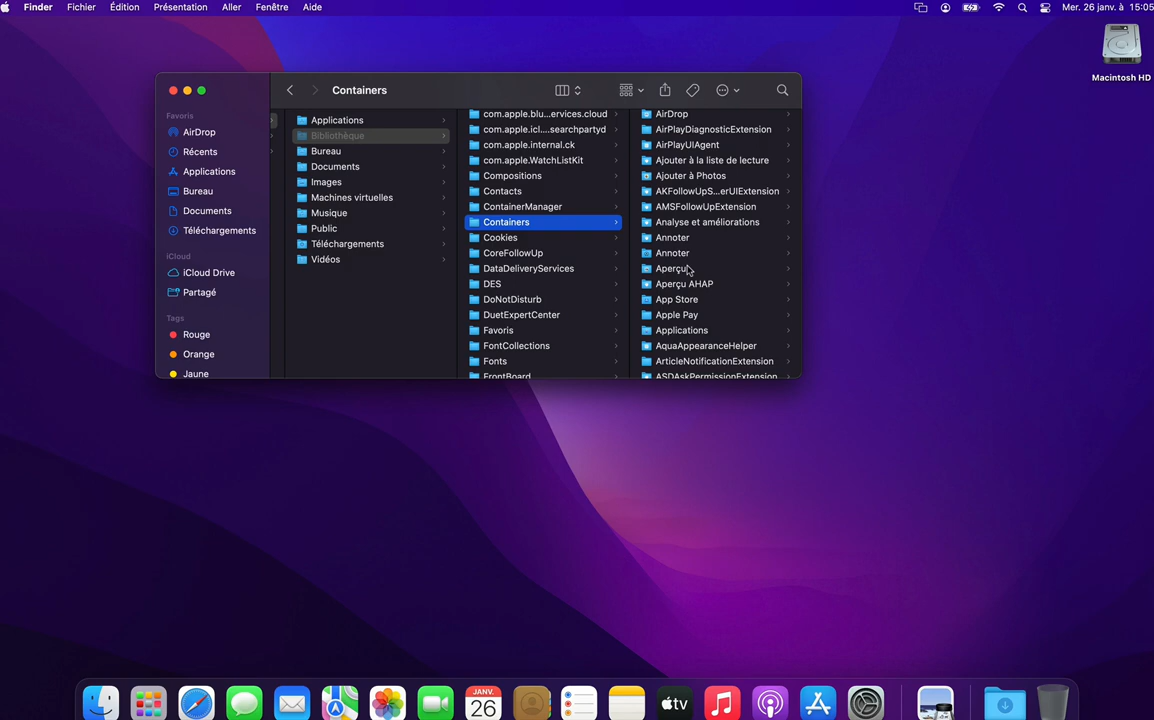 Finder Fichier Édition Présentation Aller Fenêtre Aide Mer. 26 janv. à 15:05
Macintosh HD
Containers
Favoris
AirDrop
Récents
Applications
Bureau
Documents
Téléchargements
iCloud
iCloud Drive
Partagé
Tags
Rouge
Orange
Jaune
Applications
Bibliothèque
Bureau
Documents
Images
Machines virtuelles
Musique
Public
Téléchargements
Vidéos
com.apple.blu...ervices.cloud
com.apple.icl....searchpartyd
com.apple.internal.ck
com.apple.WatchListKit
Compositions
Contacts
ContainerManager
Containers
Cookies
CoreFollowUp
DataDeliveryServices
DES
DoNotDisturb
DuetExpertCenter
Favoris
FontCollections
Fonts
FrontBoard
AirDrop
AirPlayDiagnosticExtension
AirPlayUIAgent
Ajouter à la liste de lecture
Ajouter à Photos
AKFollowUpS...erUIExtension
AMSFollowUpExtension
Analyse et améliorations
Annoter
Annoter
Aperçu
Aperçu AHAP
App Store
Apple Pay
Applications
AquaAppearanceHelper
ArticleNotificationExtension
ASDAskPermissionExtension
JANV.
26
tv